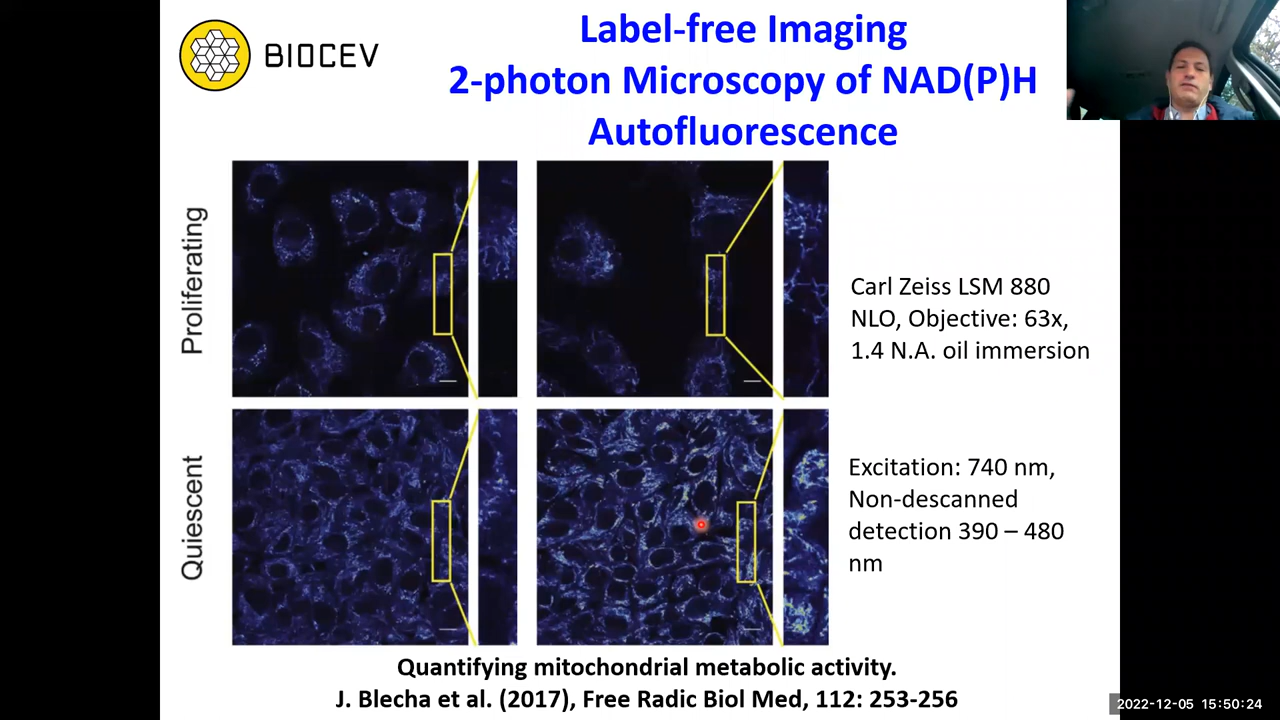 BIOCEV
Label-free Imaging
2-photon Microscopy of NAD(P)H
Autofluorescence
Proliferating
Carl Zeiss LSM 880
NLO, Objective: 63x,
1.4 N.A. oil immersion
Quiescent
Excitation: 740 nm,
Non-descanned
detection 390 – 480
nm
Quantifying mitochondrial metabolic activity.
J. Blecha et al. (2017), Free Radic Biol Med, 112: 253-256
2022-12-05 15:50:24